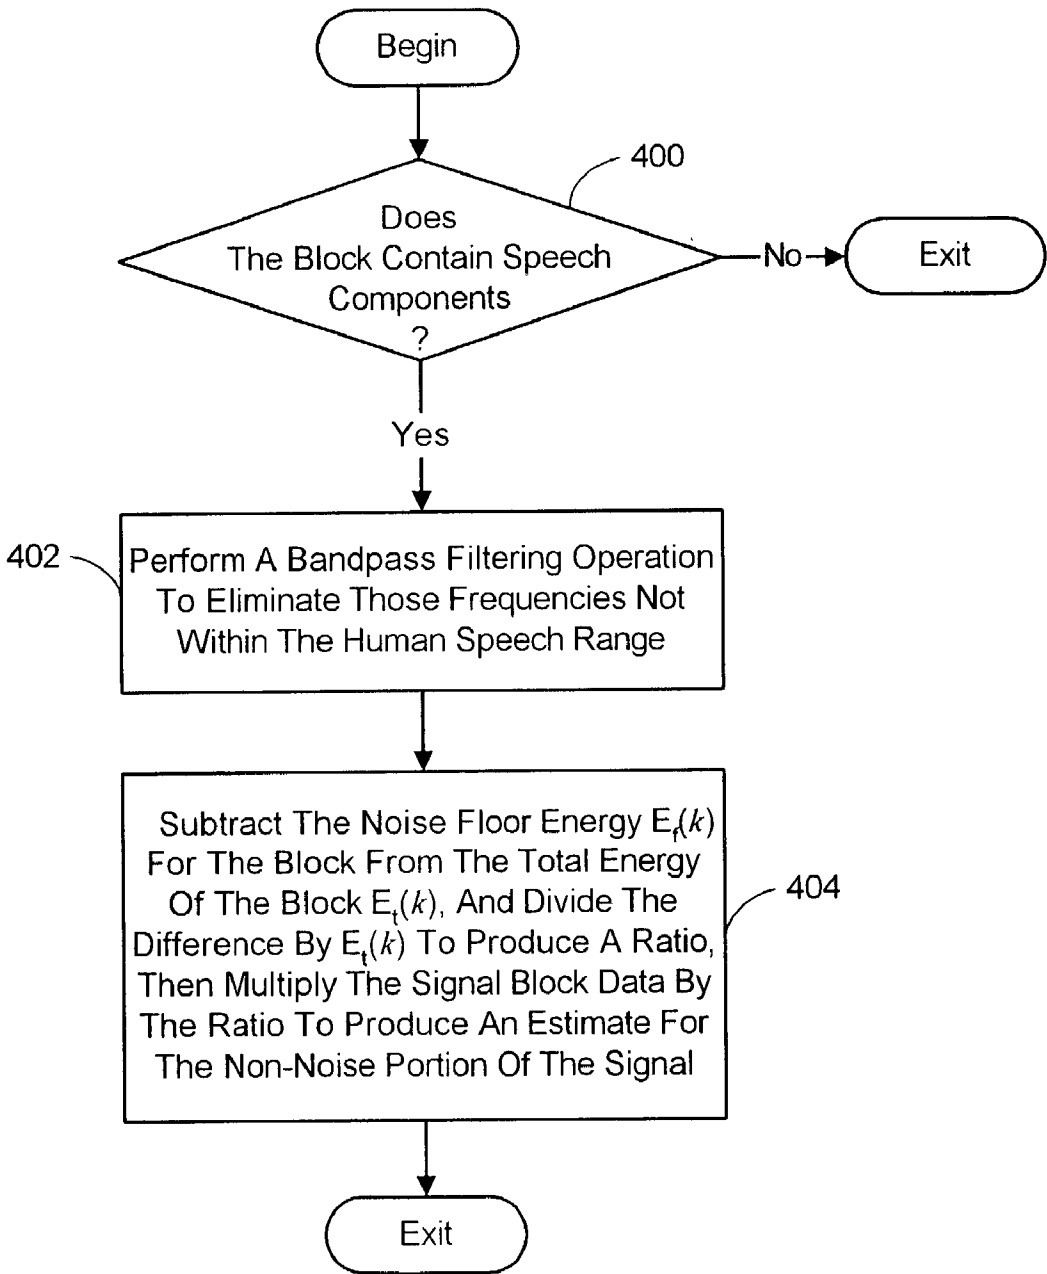 Begin
400
Does
The Block Contain Speech
Components
?
No
Exit
Yes
402
Perform A Bandpass Filtering Operation
To Eliminate Those Frequencies Not
Within The Human Speech Range
Subtract The Noise Floor Energy E_f(k)
For The Block From The Total Energy
Of The Block E_t(k), And Divide The
Difference By E_t(k) To Produce A Ratio,
Then Multiply The Signal Block Data By
The Ratio To Produce An Estimate For
The Non-Noise Portion Of The Signal
404
Exit